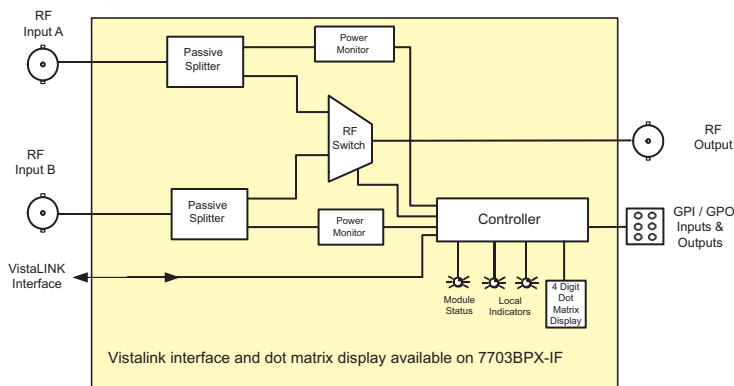 RF
Input A
Passive
Splitter
Power
Monitor
RF
Switch
RF
Output
RF
Input B
Passive
Splitter
Power
Monitor
Controller
GPI / GPO
Inputs &
Outputs
VistaLINK
Interface
Module
Status
Local
Indicators
4 Digit
Dot
Matrix
Display
Vistalink interface and dot matrix display available on 7703BPX-IF